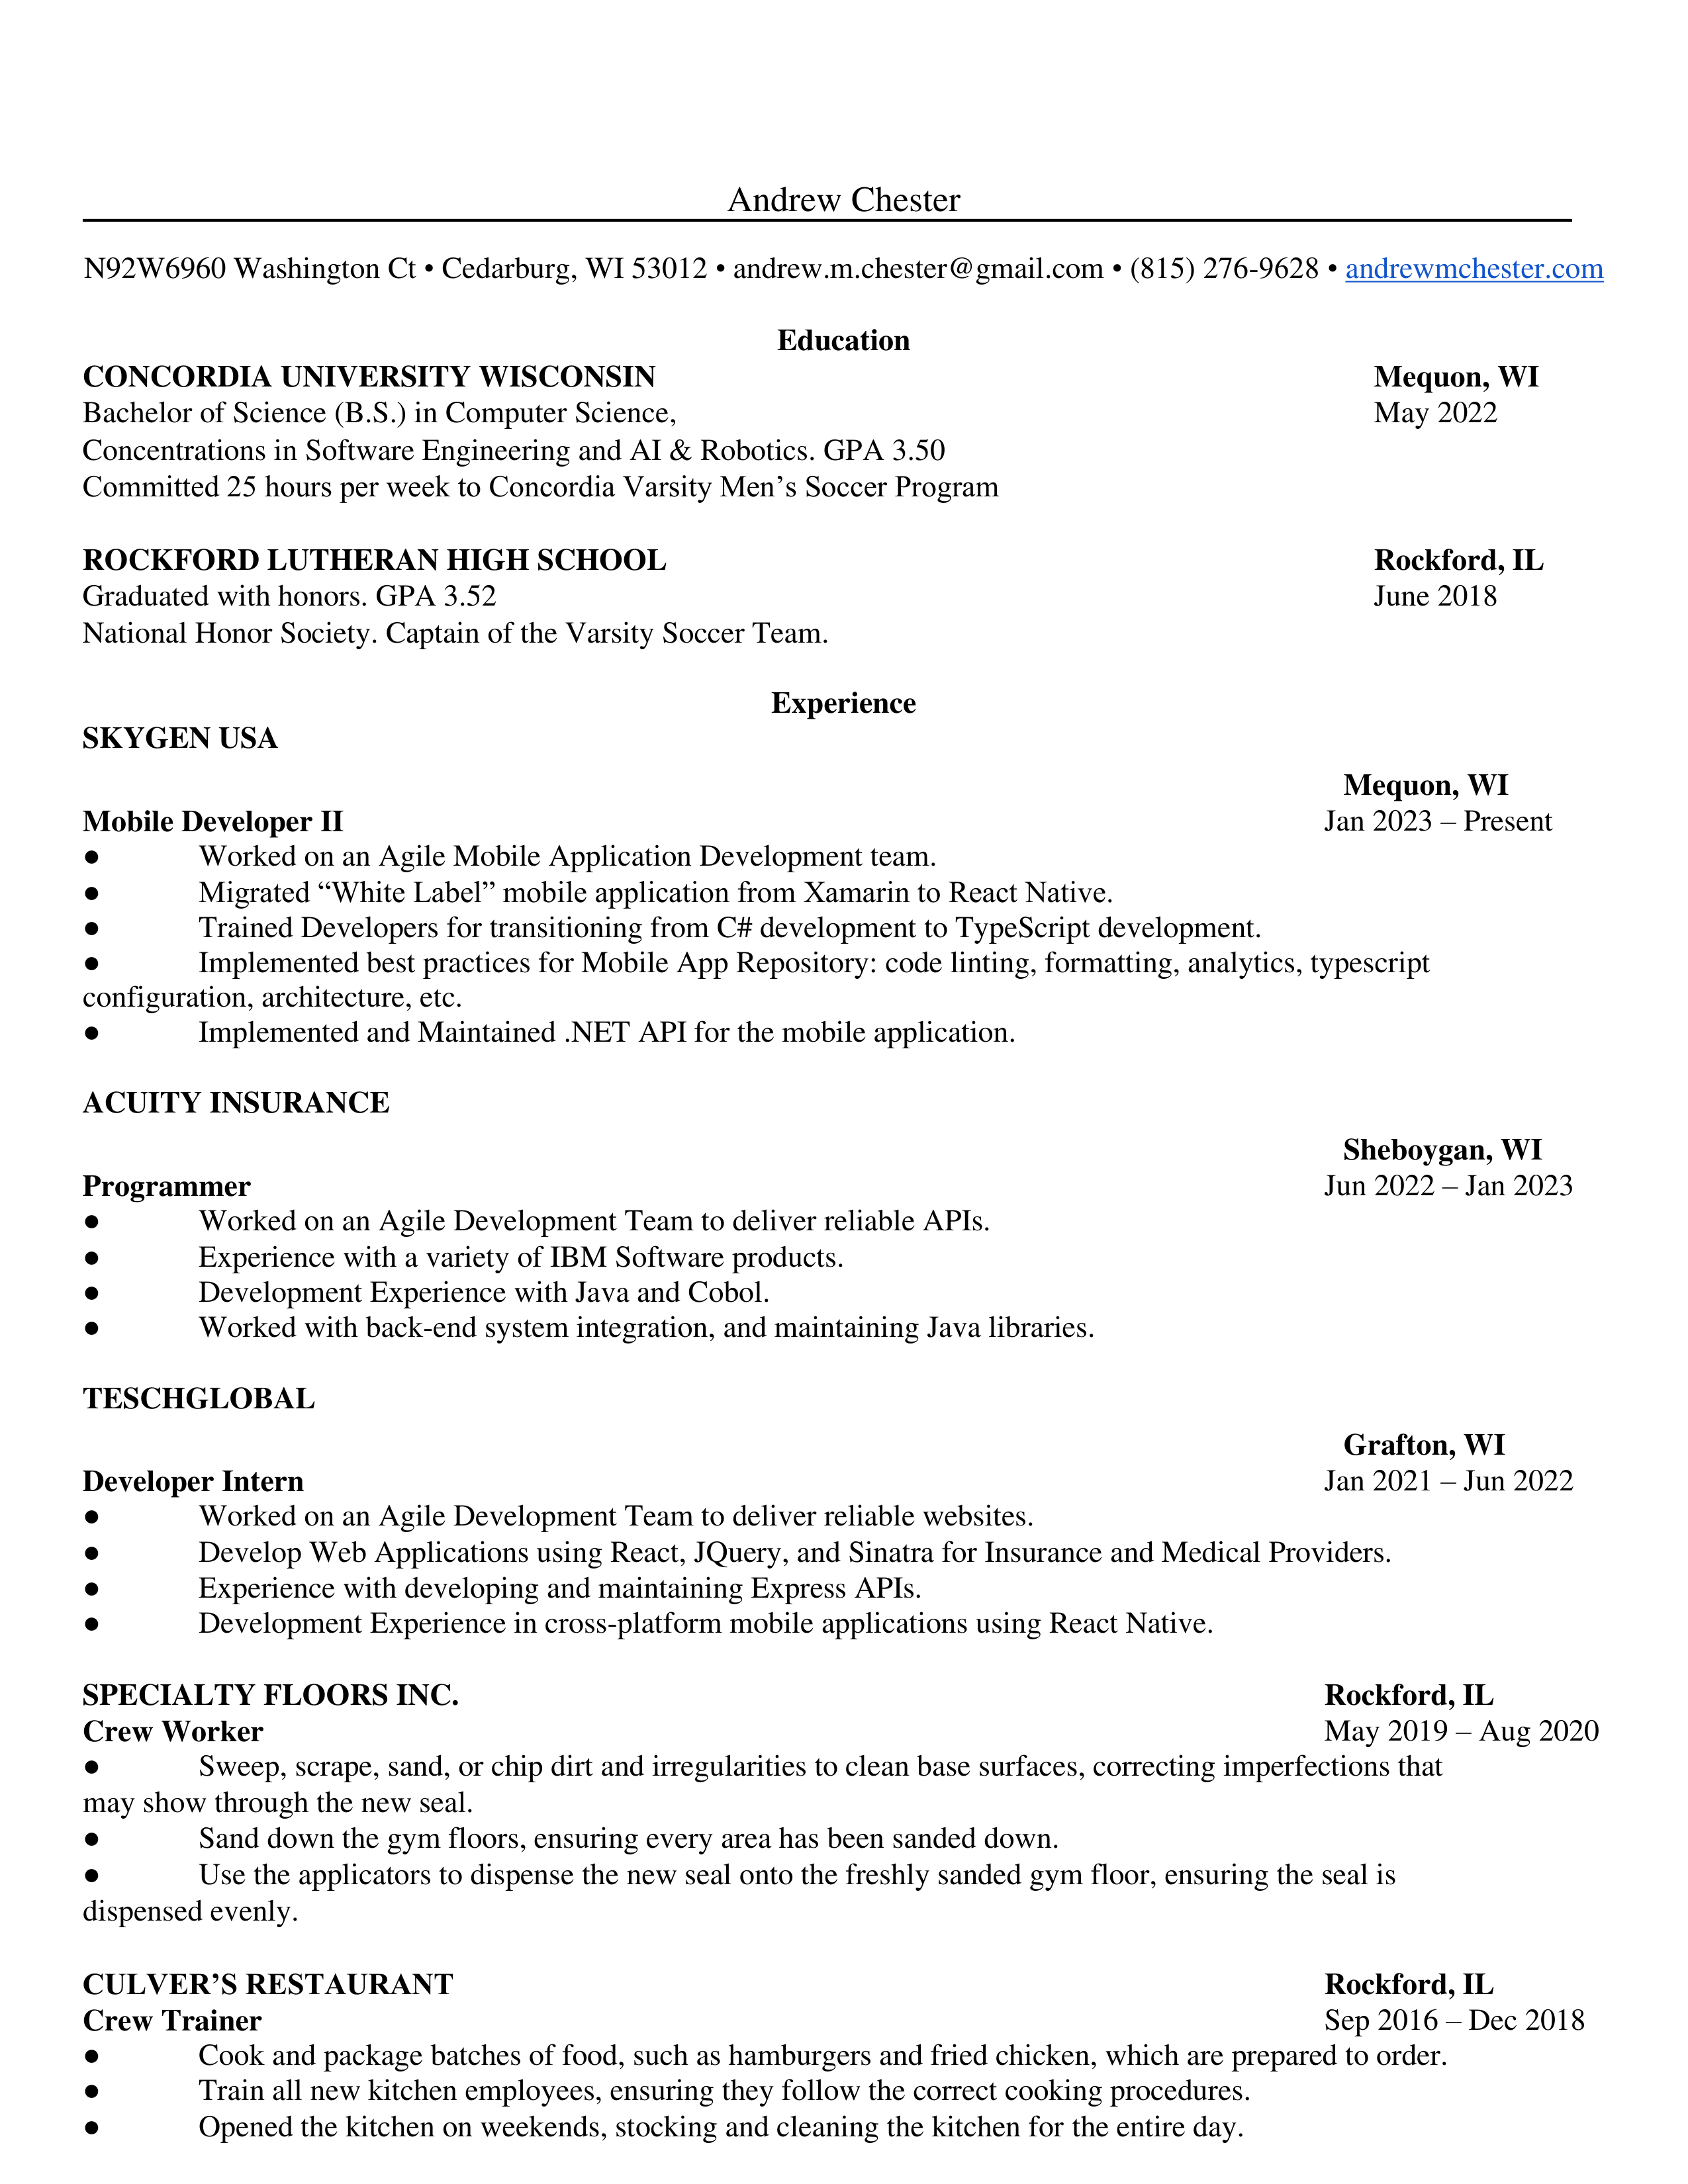 Andrew Chester
N92W6960 Washington Ct • Cedarburg, WI 53012 • andrew.m.chester@gmail.com • (815) 276-9628 • andrewmchester.com
Education
CONCORDIA UNIVERSITY WISCONSIN Mequon, WI
Bachelor of Science (B.S.) in Computer Science, May 2022
Concentrations in Software Engineering and AI & Robotics. GPA 3.50
Committed 25 hours per week to Concordia Varsity Men’s Soccer Program
ROCKFORD LUTHERAN HIGH SCHOOL Rockford, IL
Graduated with honors. GPA 3.52 June 2018
National Honor Society. Captain of the Varsity Soccer Team.
Experience
SKYGEN USA
Mequon, WI
Mobile Developer II Jan 2023 – Present
● Worked on an Agile Mobile Application Development team.
● Migrated “White Label” mobile application from Xamarin to React Native.
● Trained Developers for transitioning from C# development to TypeScript development.
● Implemented best practices for Mobile App Repository: code linting, formatting, analytics, typescript
configuration, architecture, etc.
● Implemented and Maintained .NET API for the mobile application.
ACUITY INSURANCE
Sheboygan, WI
Programmer Jun 2022 – Jan 2023
● Worked on an Agile Development Team to deliver reliable APIs.
● Experience with a variety of IBM Software products.
● Development Experience with Java and Cobol.
● Worked with back-end system integration, and maintaining Java libraries.
TESCHGLOBAL
Grafton, WI
Developer Intern Jan 2021 – Jun 2022
● Worked on an Agile Development Team to deliver reliable websites.
● Develop Web Applications using React, JQuery, and Sinatra for Insurance and Medical Providers.
● Experience with developing and maintaining Express APIs.
● Development Experience in cross-platform mobile applications using React Native.
SPECIALTY FLOORS INC. Rockford, IL
Crew Worker May 2019 – Aug 2020
● Sweep, scrape, sand, or chip dirt and irregularities to clean base surfaces, correcting imperfections that
may show through the new seal.
● Sand down the gym floors, ensuring every area has been sanded down.
● Use the applicators to dispense the new seal onto the freshly sanded gym floor, ensuring the seal is
dispensed evenly.
CULVER’S RESTAURANT Rockford, IL
Crew Trainer Sep 2016 – Dec 2018
● Cook and package batches of food, such as hamburgers and fried chicken, which are prepared to order.
● Train all new kitchen employees, ensuring they follow the correct cooking procedures.
● Opened the kitchen on weekends, stocking and cleaning the kitchen for the entire day.